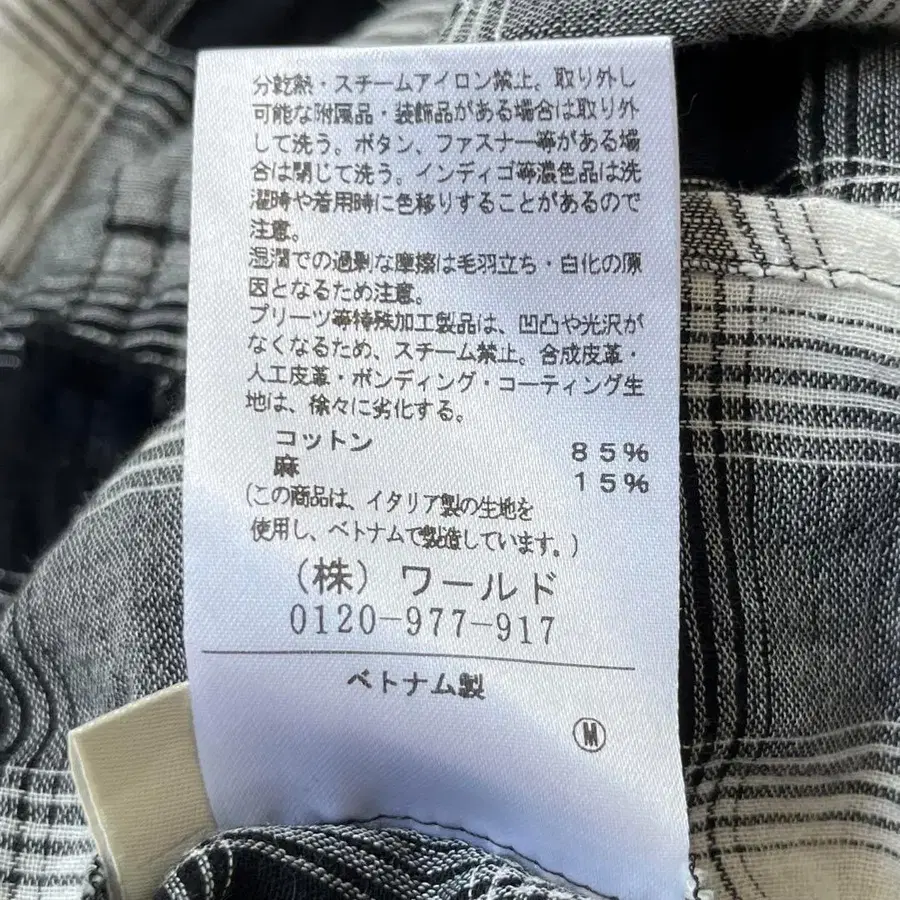 分乾熱・スチームアイロン禁止。取り外し
可能な附属品・装飾品がある場合は取り外
して洗う。ボタン、ファスナー等がある場
合は閉じて洗う。インディゴ等濃色品は洗
濯時や着用時に色移りすることがあるので
注意。
湿潤での過剰な摩擦は毛羽立ち・白化の原
因となるため注意。
プリーツ等特殊加工製品は、凹凸や光沢が
なくなるため、スチーム禁止。合成皮革・
人工皮革・ボンディング・コーティング生
地は、徐々に劣化する。
コットン 85%
麻 15%
(この商品は、イタリア製の生地を
使用し、ベトナムで製造しています。)
(株) ワールド
0120-977-917
ベトナム製
M